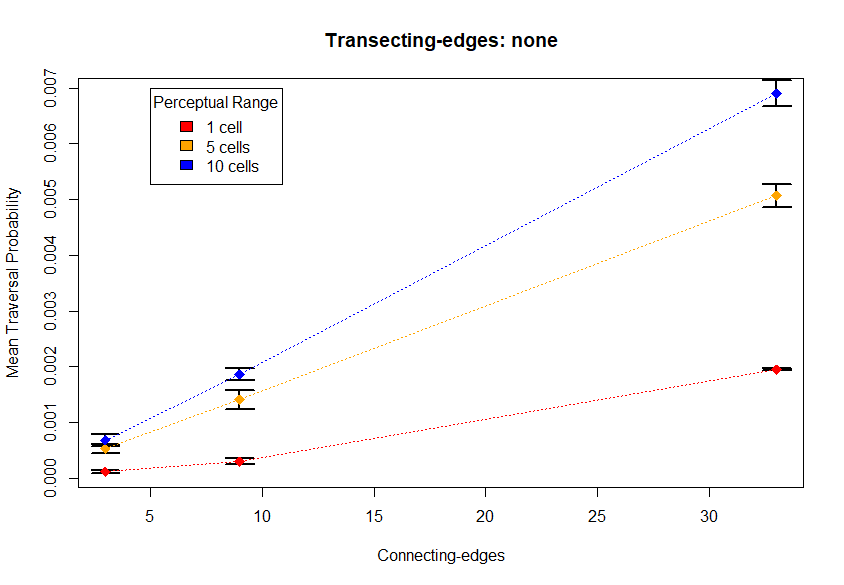 Transecting-edges: none
Perceptual Range
1 cell
5 cells
10 cells
Mean Traversal Probability
0.007
0.006
0.005
0.004
0.003
0.002
0.001
0.000
5 10 15 20 25 30
Connecting-edges